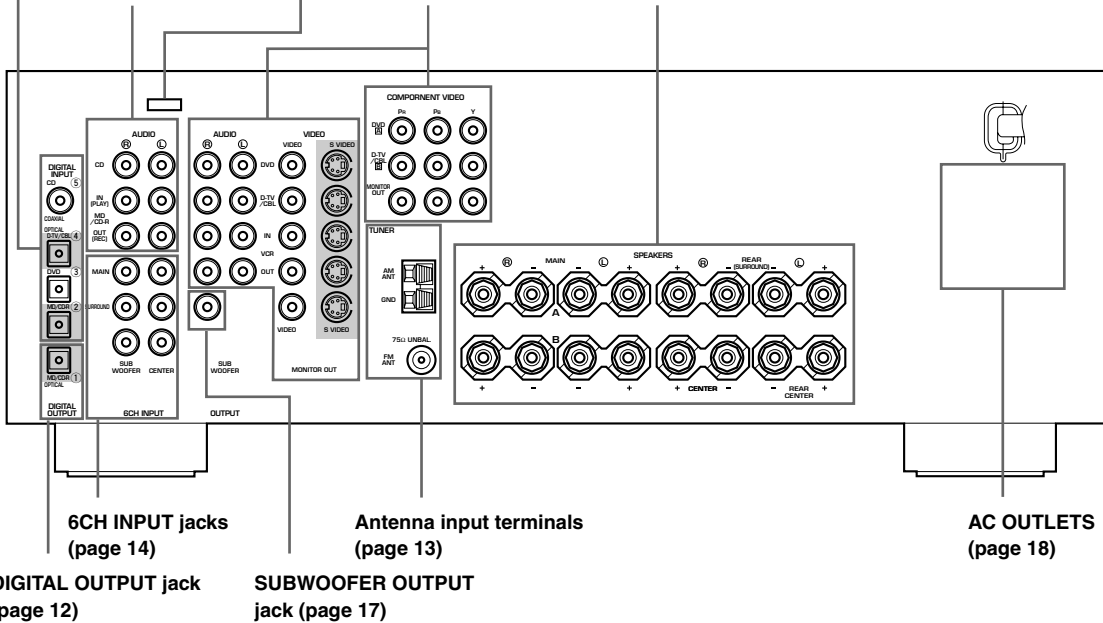 COMPORNENT VIDEO
PR PB Y
DVD
A
D-TV
/CBL
B
MONITOR
OUT
AUDIO
R L
CD
IN
(PLAY)
MD
/CD-R
OUT
(REC)
AUDIO VIDEO
R L VIDEO S VIDEO
DVD
D-TV
/CBL
IN
VCR
OUT
VIDEO S VIDEO
MONITOR OUT
DIGITAL
INPUT
CD 5
COAXIAL
OPTICAL
D-TV/CBL 4
DVD 3
MD/CDR 2
MD/CDR 1
OPTICAL
DIGITAL
OUTPUT
MAIN
SURROUND
SUB
WOOFER CENTER
6CH INPUT
SUB
WOOFER
OUTPUT
TUNER
AM
ANT
GND
75Ω UNBAL.
FM
ANT
SPEAKERS
+ R - MAIN - L + + R - REAR (SURROUND) - L +
A
B
+ - - + + CENTER - - REAR CENTER +
6CH INPUT jacks
(page 14)
Antenna input terminals
(page 13)
AC OUTLETS
(page 18)
DIGITAL OUTPUT jack
(page 12)
SUBWOOFER OUTPUT
jack (page 17)